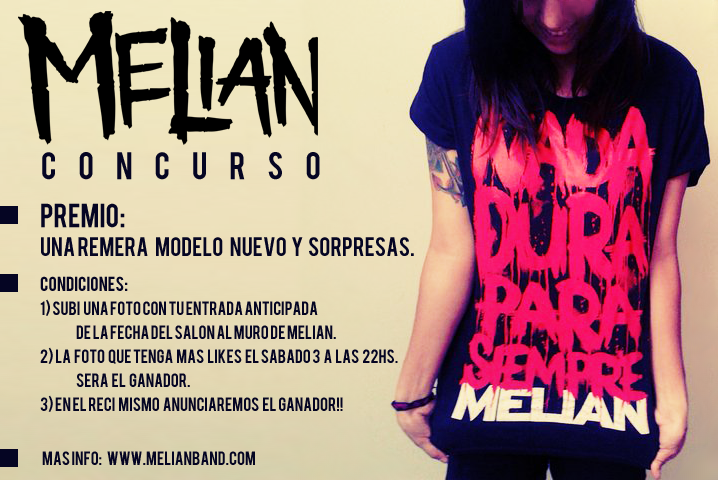 MELIAN
CONCURSO
PREMIO:
UNA REMERA MODELO NUEVO Y SORPRESAS.
CONDICIONES:
1) SUBI UNA FOTO CON TU ENTRADA ANTICIPADA
DE LA FECHA DEL SALON AL MURO DE MELIAN.
2) LA FOTO QUE TENGA MAS LIKES EL SABADO 3 A LAS 22HS.
SERA EL GANADOR.
3) EN EL RECI MISMO ANUNCIAREMOS EL GANADOR!!
MAS INFO: WWW.MELIANBAND.COM
NADA
DURA
PARA
SIEMPRE
MELIAN